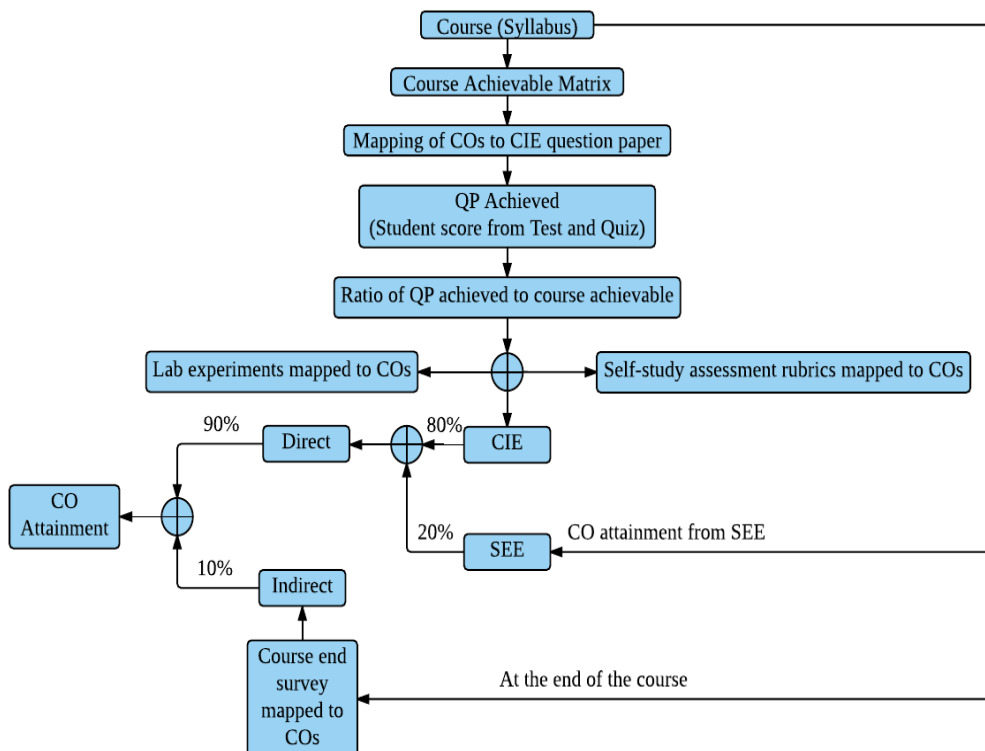 Course (Syllabus)
Course Achievable Matrix
Mapping of COs to CIE question paper
QP Achieved
(Student score from Test and Quiz)
Ratio of QP achieved to course achievable
Lab experiments mapped to COs
Self-study assessment rubrics mapped to COs
90%
Direct
80%
CIE
CO
Attainment
20%
SEE
CO attainment from SEE
10%
Indirect
Course end
survey
mapped to
COs
At the end of the course